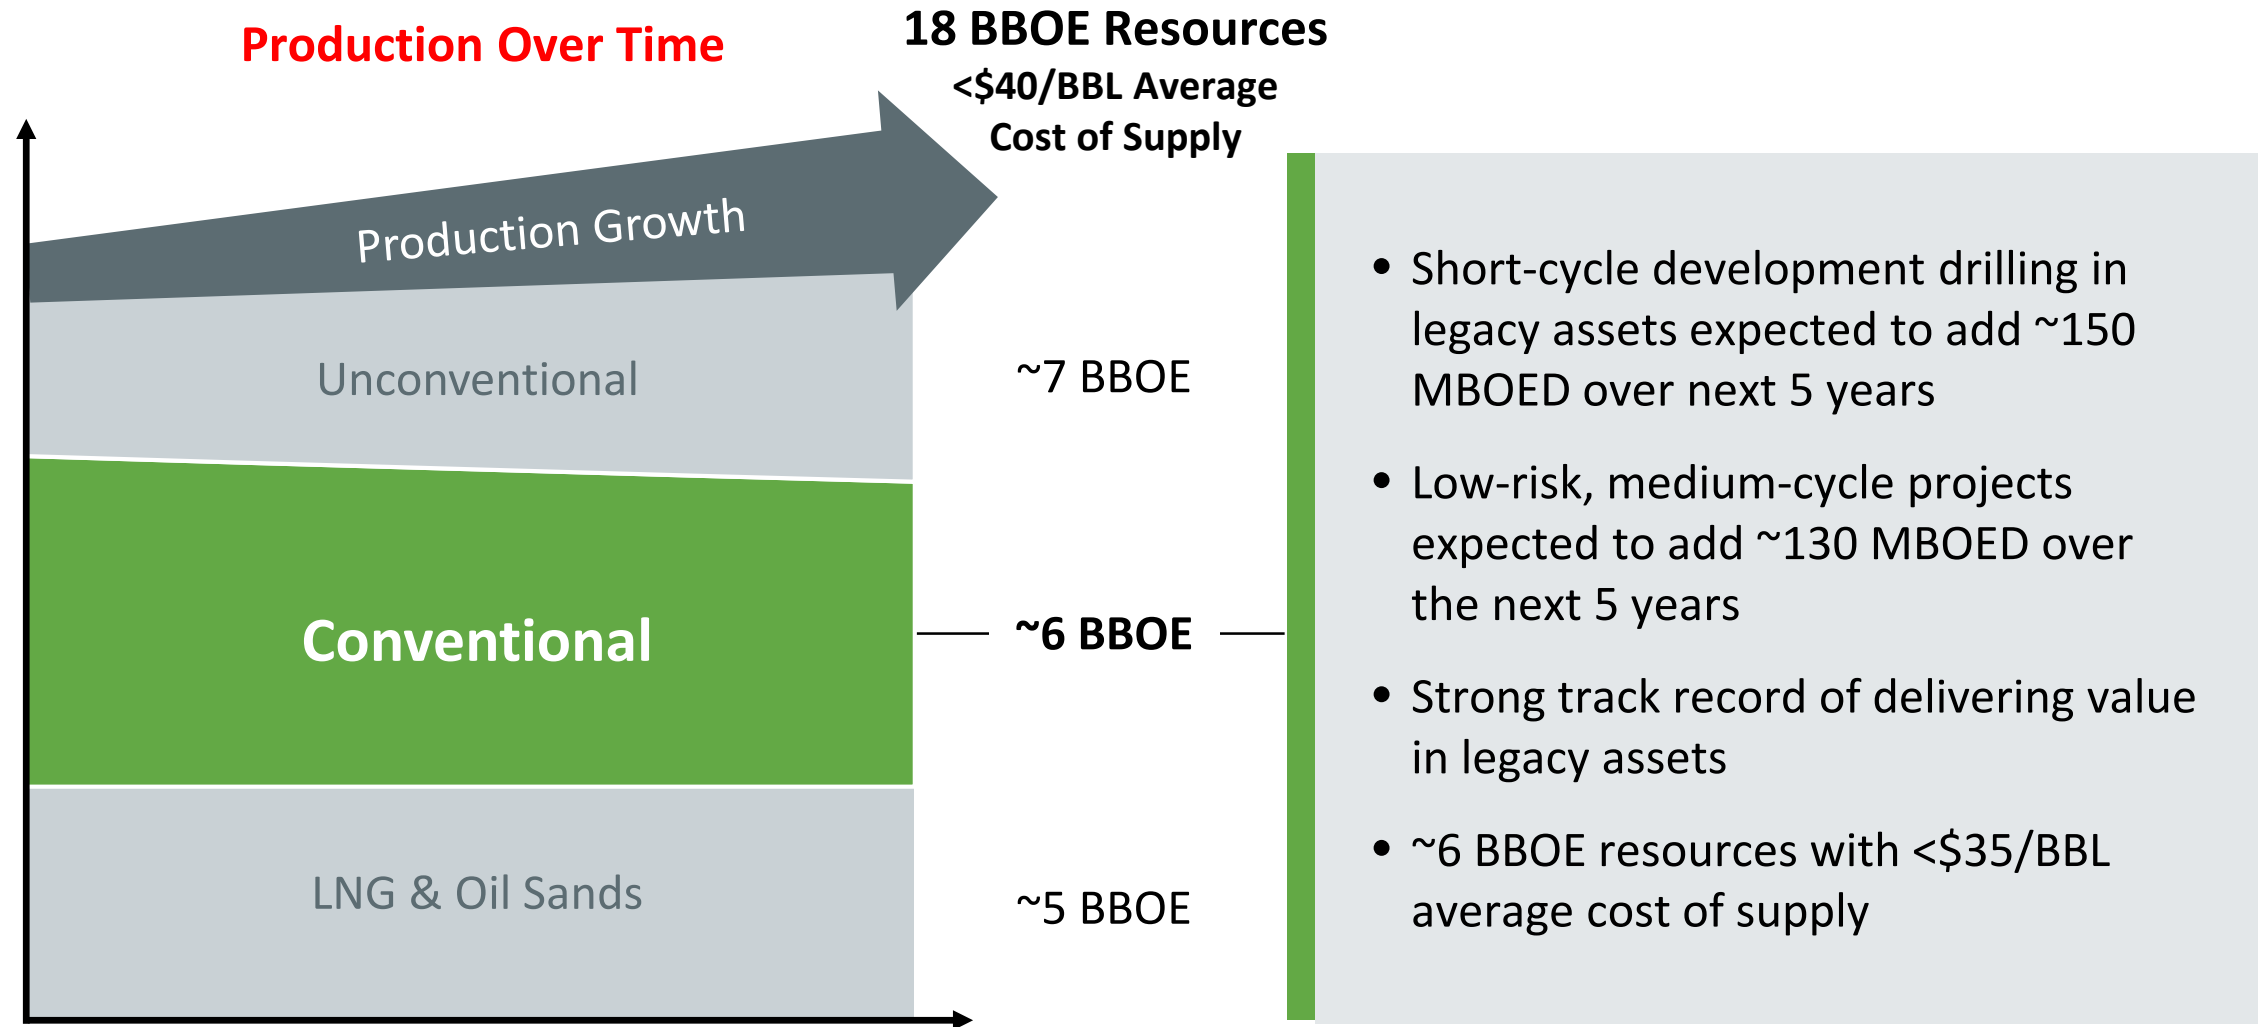 Production Over Time
18 BBOE Resources
<$40/BBL Average
Cost of Supply
Production Growth
Unconventional
~7 BBOE
Conventional
~6 BBOE
LNG & Oil Sands
~5 BBOE
• Short-cycle development drilling in
legacy assets expected to add ~150
MBOED over next 5 years
• Low-risk, medium-cycle projects
expected to add ~130 MBOED over
the next 5 years
• Strong track record of delivering value
in legacy assets
• ~6 BBOE resources with <$35/BBL
average cost of supply